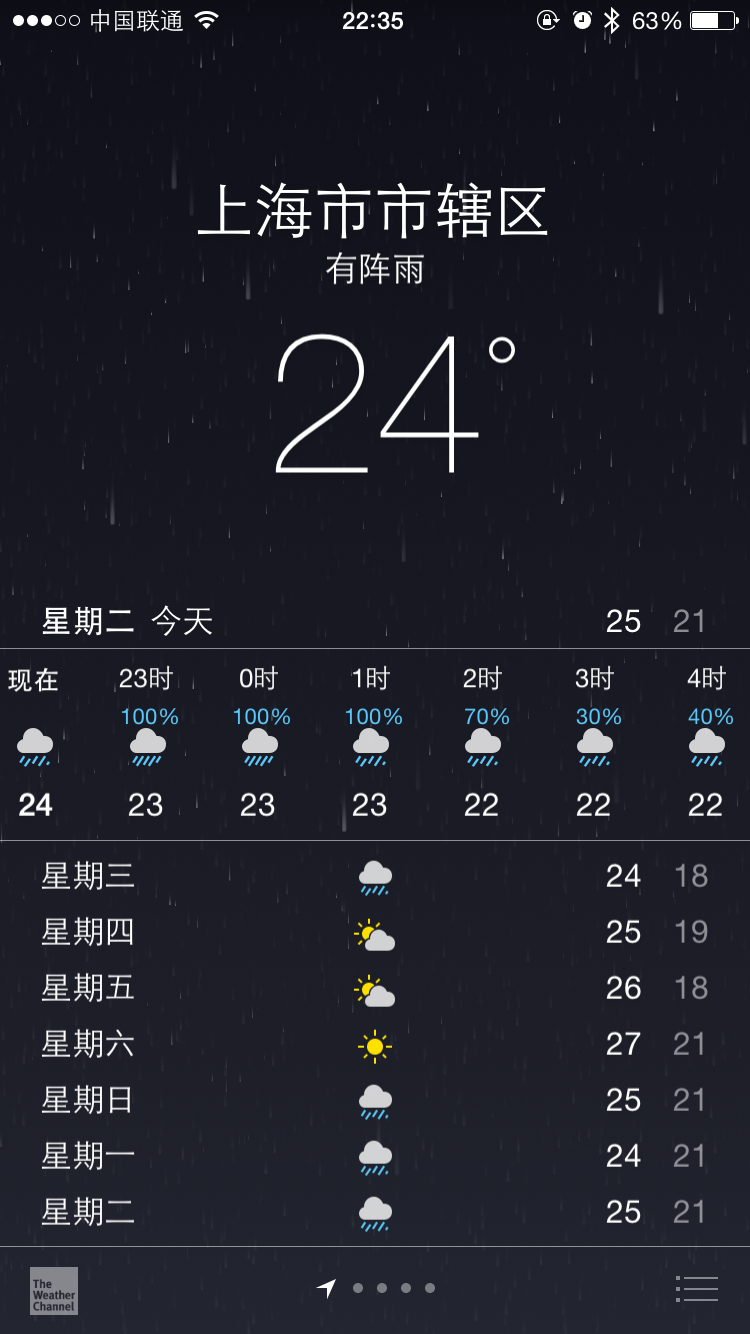 中国联通 22:35 63%
上海市市辖区
有阵雨
24°
星期二 今天 25 21
现在 23时 0时 1时 2时 3时 4时
100% 100% 100% 70% 30% 40%
24 23 23 23 22 22 22
星期三 24 18
星期四 25 19
星期五 26 18
星期六 27 21
星期日 25 21
星期一 24 21
星期二 25 21
The
Weather
Channel